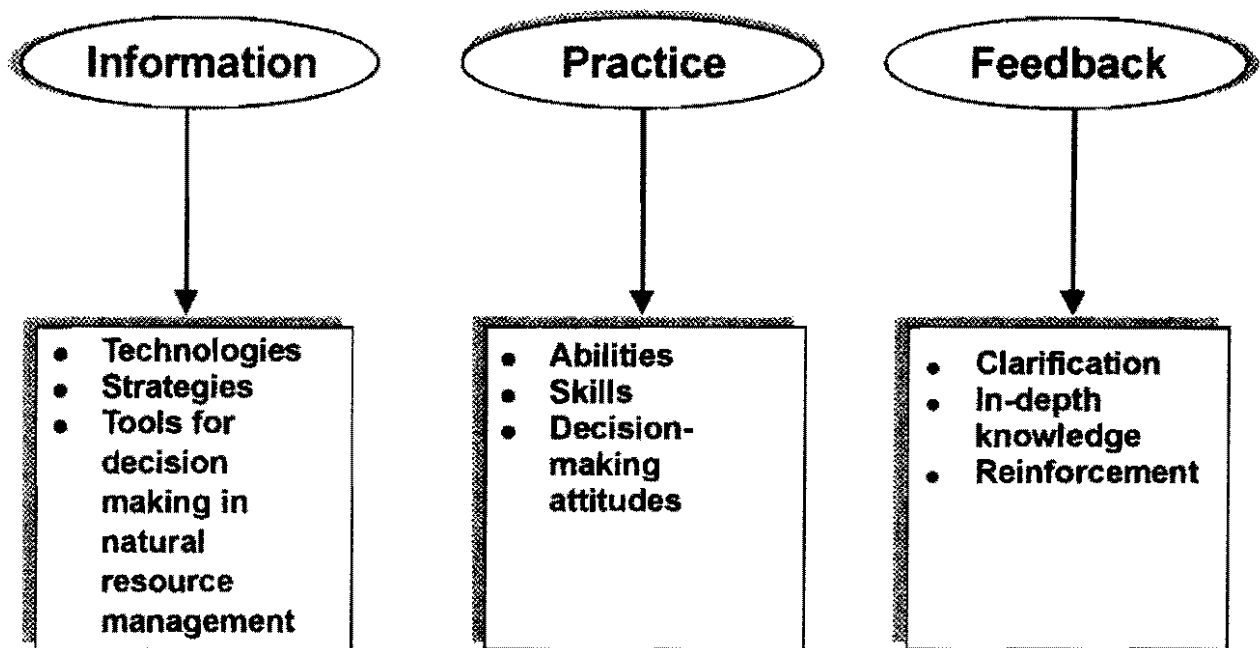 Information
Practice
Feedback
• Technologies
• Strategies
• Tools for
decision
making in
natural
resource
management
• Abilities
• Skills
• Decision-
making
attitudes
• Clarification
• In-depth
knowledge
• Reinforcement